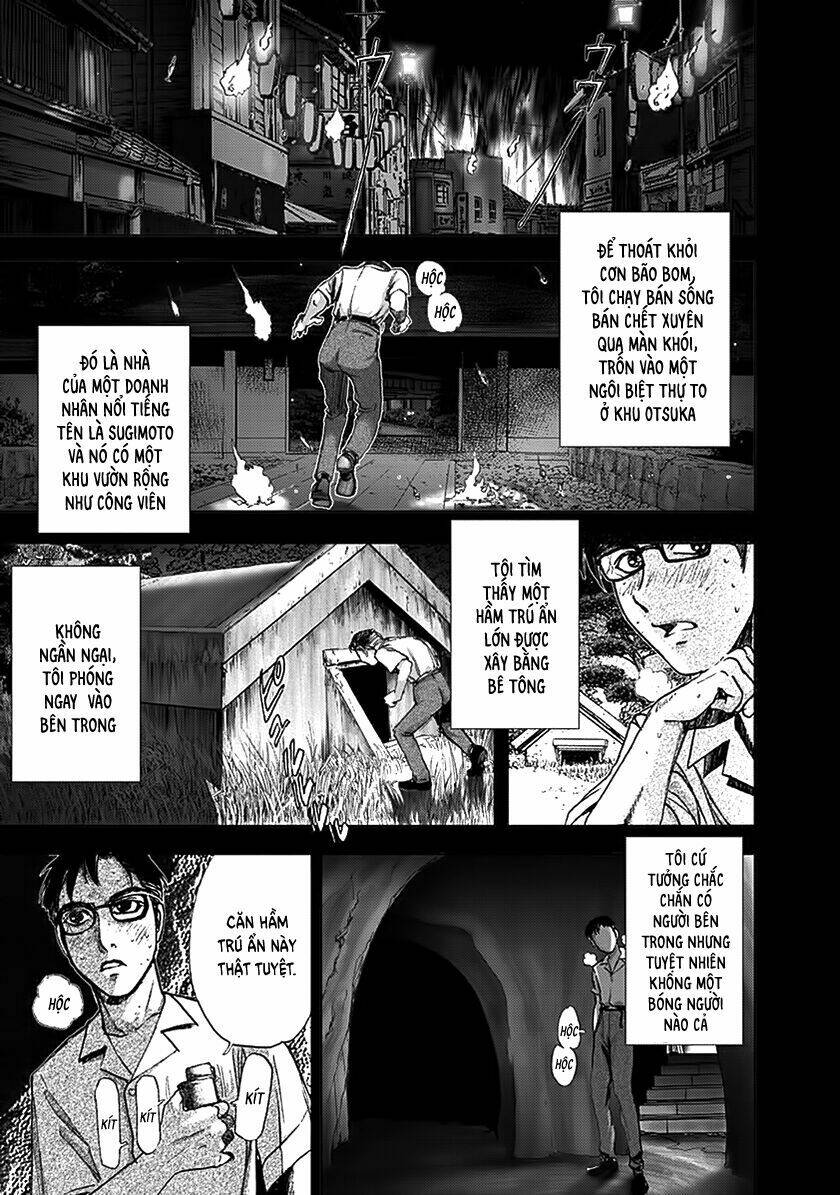 ウウウ
ĐỂ THOÁT KHỎI
CƠN BÃO BOM,
TÔI CHẠY BÁN SỐNG
BÁN CHẾT XUYÊN
QUA MÀN KHÓI,
TRỐN VÀO MỘT
NGÔI BIỆT THỰ TO
Ở KHU OTSUKA
HỘC
HỘC
ĐÓ LÀ NHÀ
CỦA MỘT DOANH
NHÂN NỔI TIẾNG
TÊN LÀ SUGIMOTO
VÀ NÓ CÓ MỘT
KHU VƯỜN RỘNG
NHƯ CÔNG VIÊN
TỘI TÌM
THẤY MỘT
HẦM TRÚ ẨN
LỚN ĐƯỢC
XÂY BẰNG
BÊ TÔNG
KHÔNG
NGẦN NGẠI,
TÔI PHÓNG
NGAY VÀO
BÊN TRONG
TÔI CỨ
TƯỞNG CHẮC
CHẮN CÓ
NGƯỜI BÊN
TRONG NHƯNG
TUYỆT NHIÊN
KHÔNG MỘT
BÓNG NGƯỜI
NÀO CẢ
HỘC
HỘC
CĂN HẦM
TRÚ ẨN NÀY
THẬT TUYỆT.
HỘC
KÍT
KÍT
KÍT